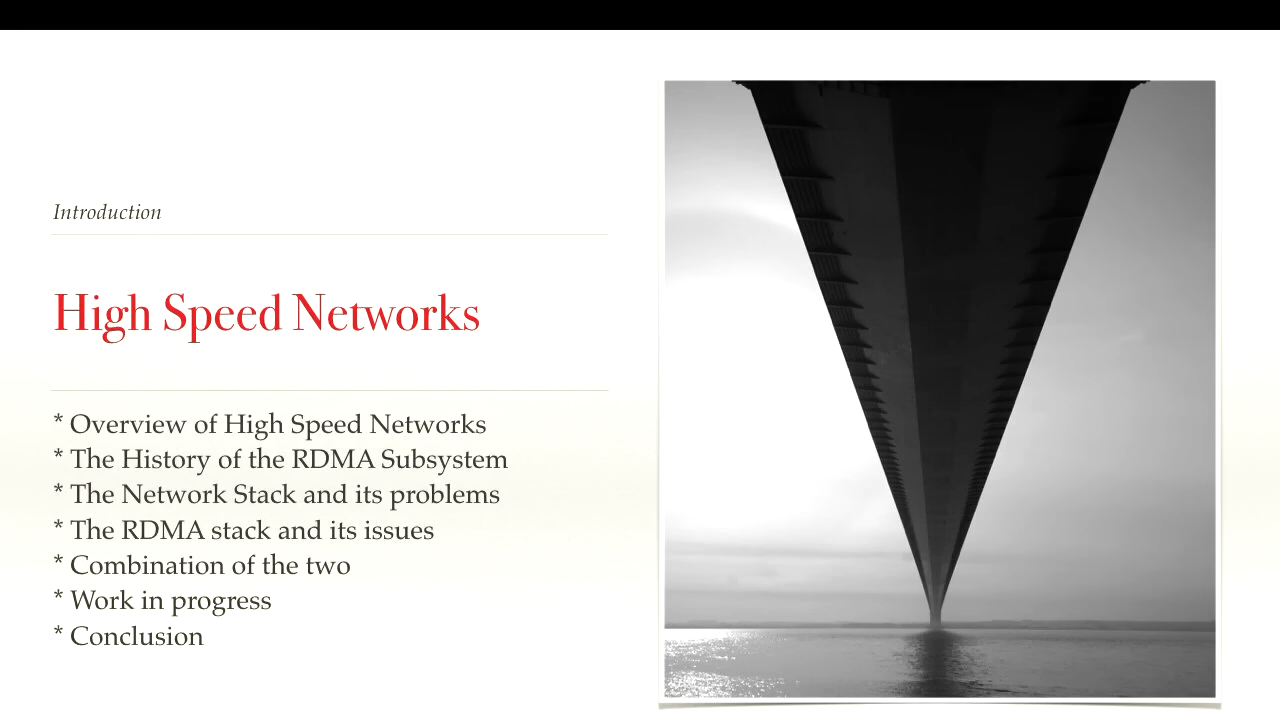 Introduction
High Speed Networks
* Overview of High Speed Networks
* The History of the RDMA Subsystem
* The Network Stack and its problems
* The RDMA stack and its issues
* Combination of the two
* Work in progress
* Conclusion